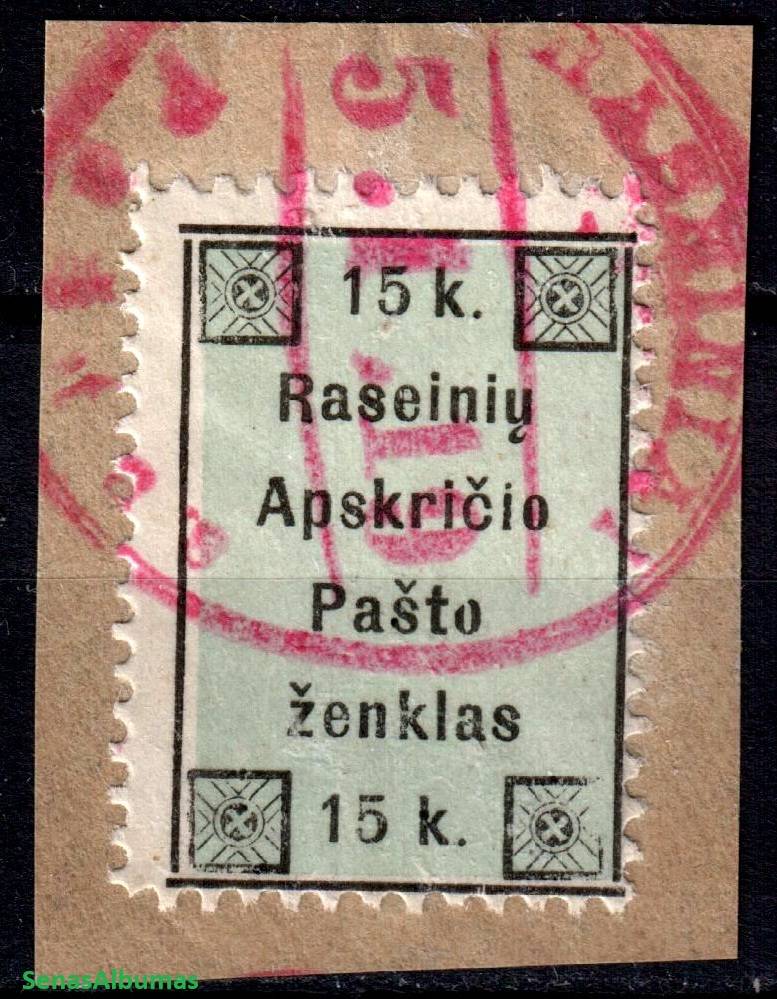 15 k.
Raseinių
Apskričio
Pašto
ženklas
15 k.
SenasAlbumas